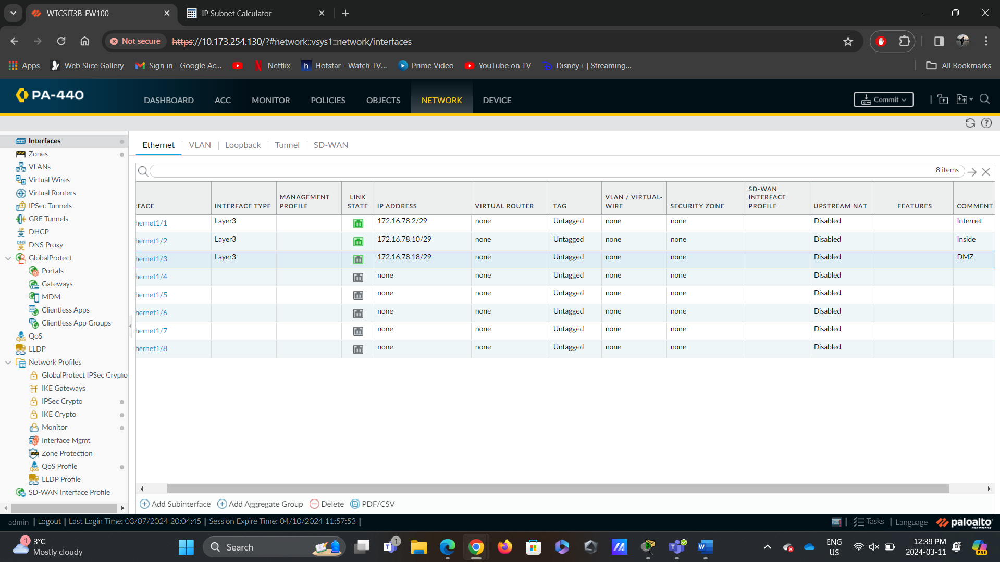 WTCSIT3B-FW100
IP Subnet Calculator
Not secure
https://10.173.254.130/?#network::vsys1::network/interfaces
Apps
Web Slice Gallery
Sign in - Google Ac...
Netflix
Hotstar - Watch TV...
Prime Video
YouTube on TV
Disney+ | Streaming...
All Bookmarks
PA-440
DASHBOARD
ACC
MONITOR
POLICIES
OBJECTS
NETWORK
DEVICE
Commit
Interfaces
Zones
VLANs
Virtual Wires
Virtual Routers
IPSec Tunnels
GRE Tunnels
DHCP
DNS Proxy
GlobalProtect
Portals
Gateways
MDM
Clientless Apps
Clientless App Groups
QoS
LLDP
Network Profiles
GlobalProtect IPSec Crypto
IKE Gateways
IPSec Crypto
IKE Crypto
Monitor
Interface Mgmt
Zone Protection
QoS Profile
LLDP Profile
SD-WAN Interface Profile
Ethernet
VLAN
Loopback
Tunnel
SD-WAN
8 items
FACE INTERFACE TYPE MANAGEMENT PROFILE LINK STATE IP ADDRESS VIRTUAL ROUTER TAG VLAN / VIRTUAL-WIRE SECURITY ZONE SD-WAN INTERFACE PROFILE UPSTREAM NAT FEATURES COMMENT
hernet1/1 Layer3 172.16.78.2/29 none Untagged none none Disabled Internet
hernet1/2 Layer3 172.16.78.10/29 none Untagged none none Disabled Inside
hernet1/3 Layer3 172.16.78.18/29 none Untagged none none Disabled DMZ
hernet1/4 none none Untagged none none Disabled
hernet1/5 none none Untagged none none Disabled
hernet1/6 none none Untagged none none Disabled
hernet1/7 none none Untagged none none Disabled
hernet1/8 none none Untagged none none Disabled
Add Subinterface
Add Aggregate Group
Delete
PDF/CSV
admin | Logout | Last Login Time: 03/07/2024 20:04:45 | Session Expire Time: 04/10/2024 11:57:53 |
Tasks | Language
paloalto
NETWORKS
1
3°C
Mostly cloudy
Search
1
ENG
US
12:39 PM
2024-03-11
PRE